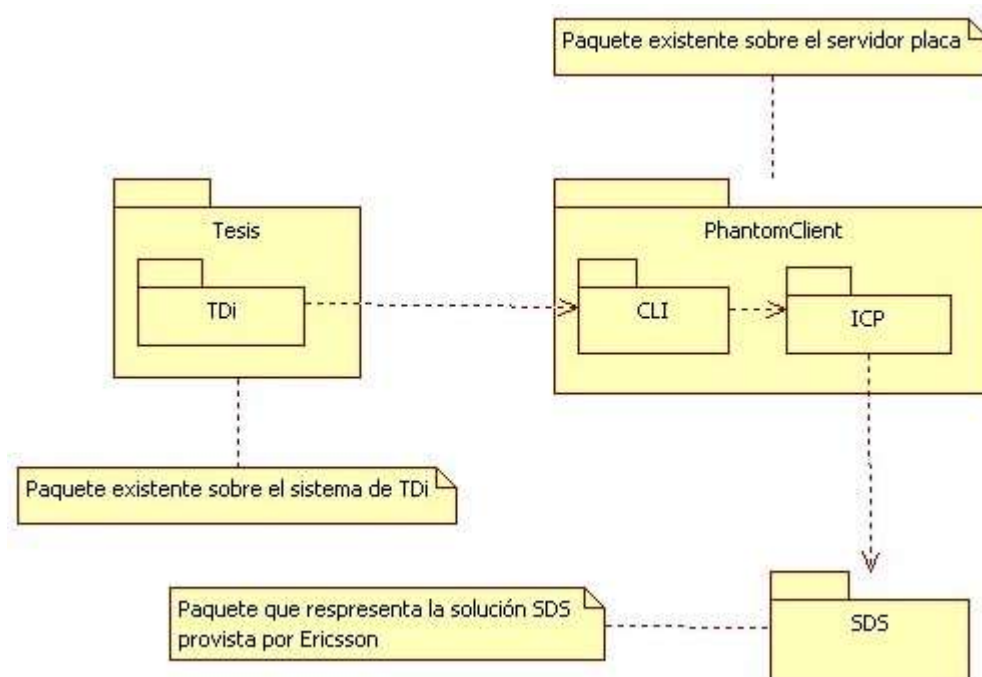 Paquete existente sobre el servidor placa
Tesis
PhantomClient
TDi
CLI
ICP
Paquete existente sobre el sistema de TDi
Paquete que respresenta la solución SDS
provista por Ericsson
SDS